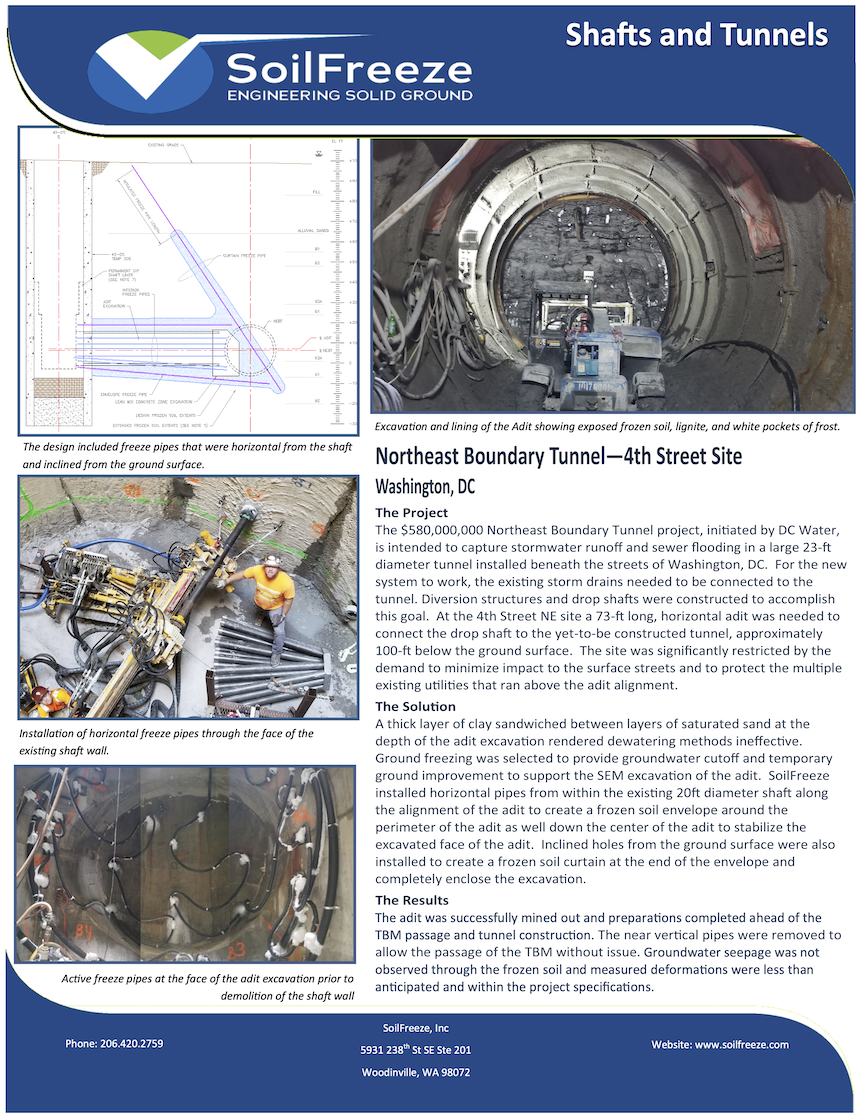 Shafts and Tunnels
SoilFreeze
ENGINEERING SOLID GROUND
EXISTING GRADE
FILL
ALLUVIAL SANDS
CURTAIN FREEZE PIPE
PERMANENT CIP
SHAFT LINER
(SEE NOTE 7)
INTERIOR
FREEZE PIPES
ADIT
EXCAVATION
NEBT
ENVELOPE FREEZE PIPE
LEAN MIX CONCRETE ZONE EXCAVATION
DESIGN FROZEN SOIL EXTENTS
The design included freeze pipes that were horizontal from the shaft
and inclined from the ground surface.
Installation of horizontal freeze pipes through the face of the
existing shaft wall.
84
83
Active freeze pipes at the face of the adit excavation prior to
demolition of the shaft wall
Excavation and lining of the Adit showing exposed frozen soil, lignite, and white pockets of frost.
Northeast Boundary Tunnel—4th Street Site
Washington, DC
The Project
The $580,000,000 Northeast Boundary Tunnel project, initiated by DC Water,
is intended to capture stormwater runoff and sewer flooding in a large 23-ft
diameter tunnel installed beneath the streets of Washington, DC. For the new
system to work, the existing storm drains needed to be connected to the
tunnel. Diversion structures and drop shafts were constructed to accomplish
this goal. At the 4th Street NE site a 73-ft long, horizontal adit was needed to
connect the drop shaft to the yet-to-be constructed tunnel, approximately
100-ft below the ground surface. The site was significantly restricted by the
demand to minimize impact to the surface streets and to protect the multiple
existing utilities that ran above the adit alignment.
The Solution
A thick layer of clay sandwiched between layers of saturated sand at the
depth of the adit excavation rendered dewatering methods ineffective.
Ground freezing was selected to provide groundwater cutoff and temporary
ground improvement to support the SEM excavation of the adit. SoilFreeze
installed horizontal pipes from within the existing 20ft diameter shaft along
the alignment of the adit to create a frozen soil envelope around the
perimeter of the adit as well down the center of the adit to stabilize the
excavated face of the adit. Inclined holes from the ground surface were also
installed to create a frozen soil curtain at the end of the envelope and
completely enclose the excavation.
The Results
The adit was successfully mined out and preparations completed ahead of the
TBM passage and tunnel construction. The near vertical pipes were removed to
allow the passage of the TBM without issue. Groundwater seepage was not
observed through the frozen soil and measured deformations were less than
anticipated and within the project specifications.
Phone: 206.420.2759
SoilFreeze, Inc
5931 238th St SE Ste 201
Woodinville, WA 98072
Website: www.soilfreeze.com